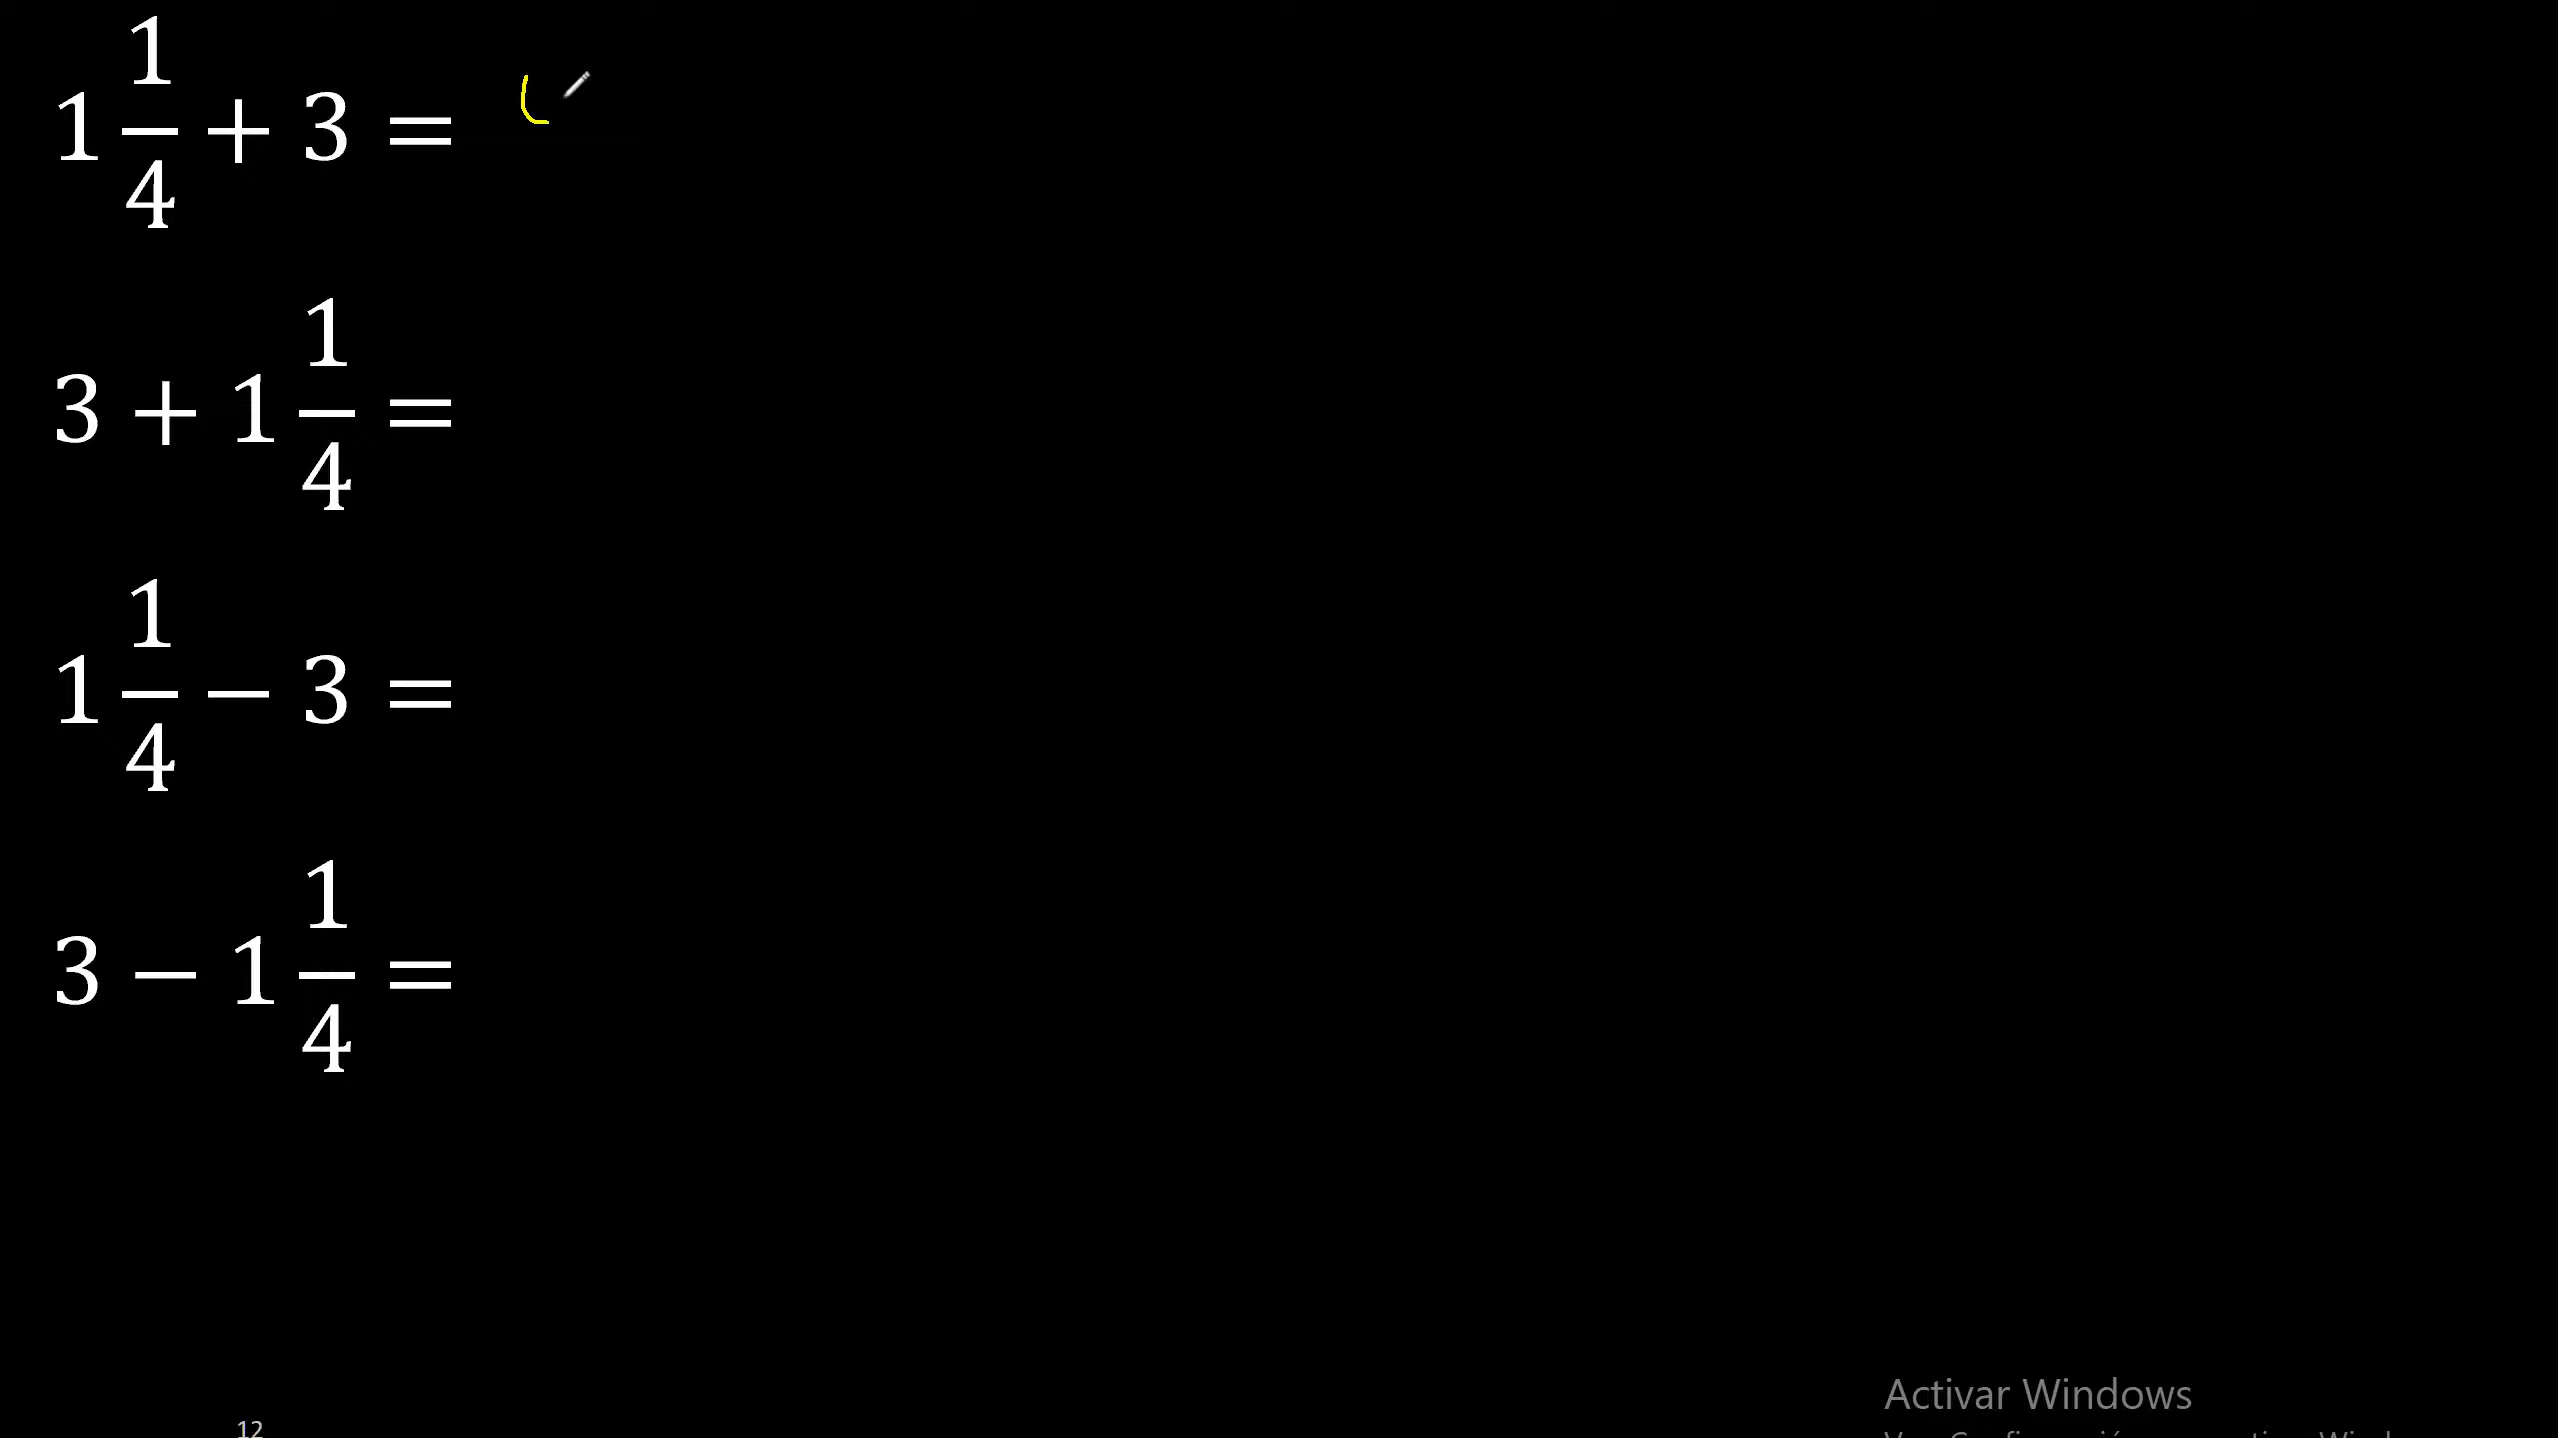 1 1/4 + 3 =
3 + 1 1/4 =
1 1/4 − 3 =
3 − 1 1/4 =
Activar Windows
12